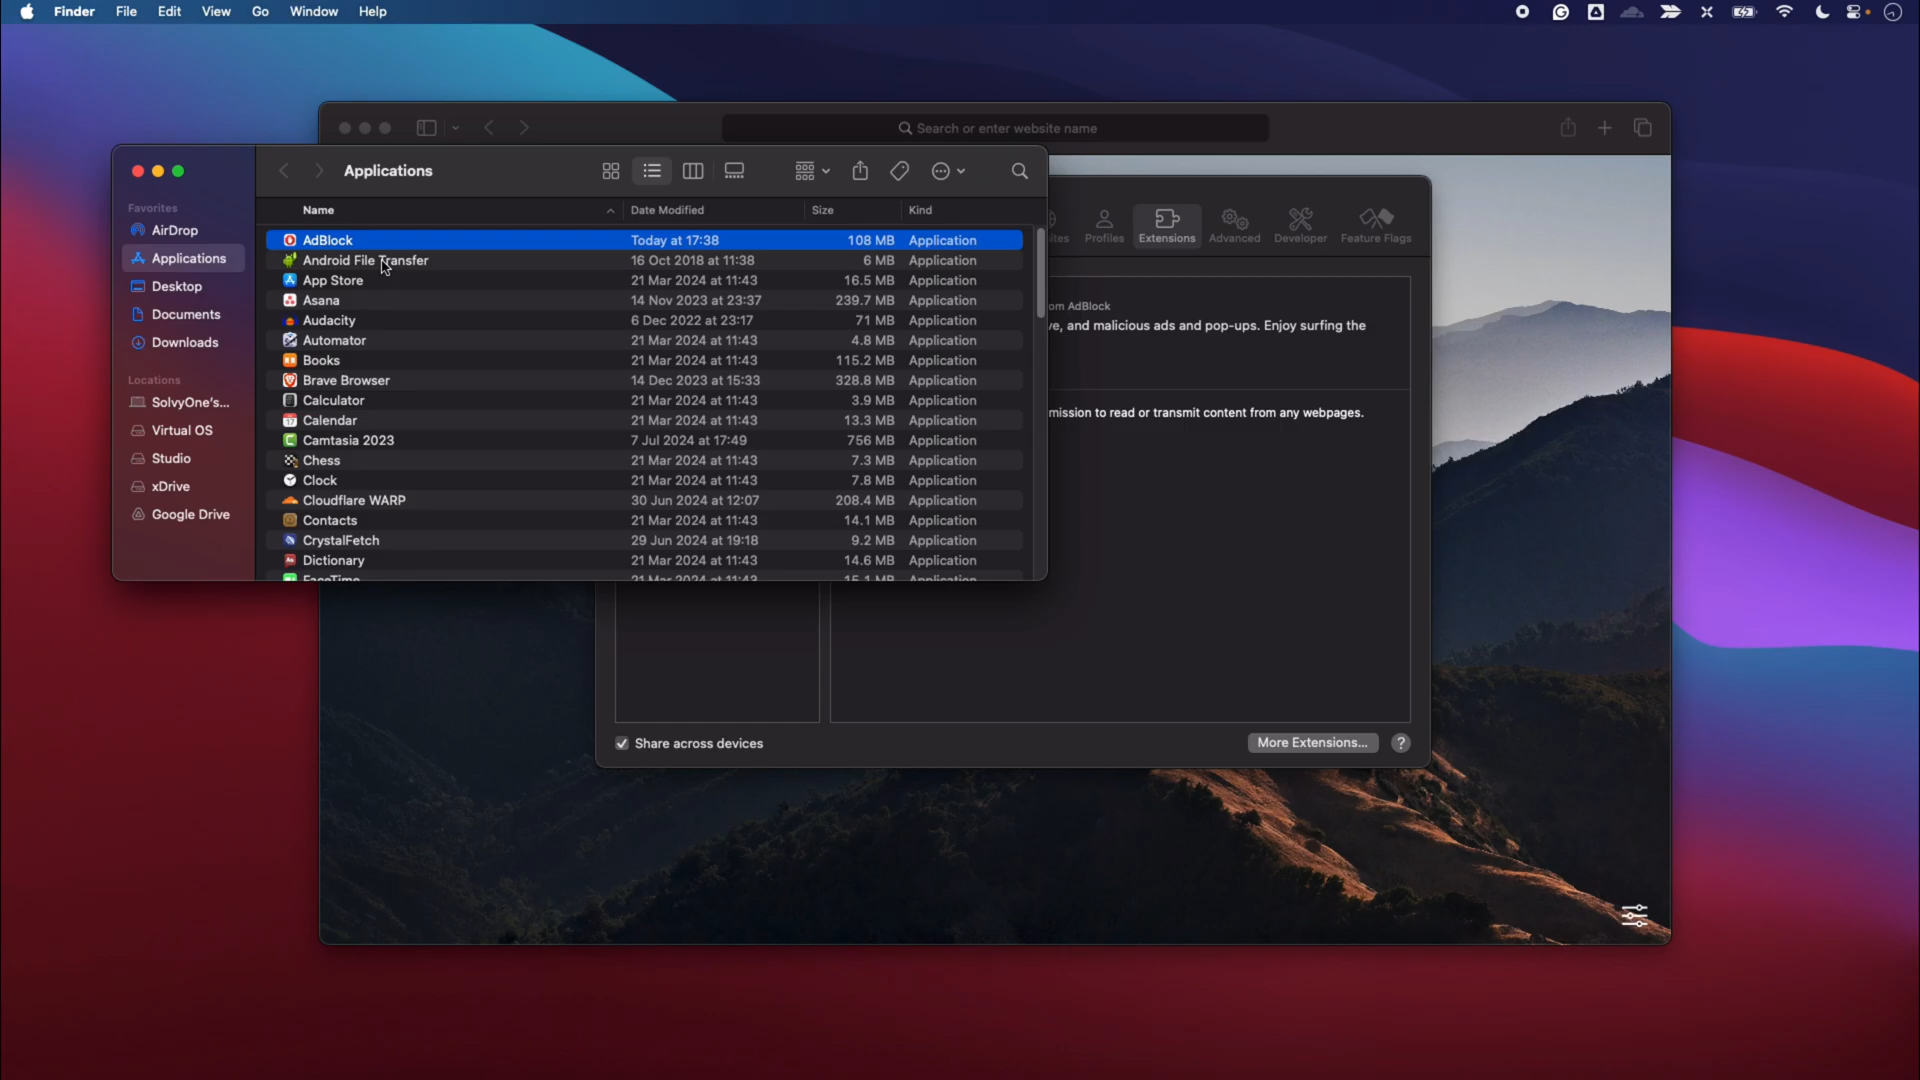 Finder File Edit View Go Window Help
Search or enter website name
Applications
Favorites
AirDrop
Applications
Desktop
Documents
Downloads
Locations
SolvyOne's...
Virtual OS
Studio
xDrive
Google Drive
Name Date Modified Size Kind
AdBlock Today at 17:38 108 MB Application
Android File Transfer 16 Oct 2018 at 11:38 6 MB Application
App Store 21 Mar 2024 at 11:43 16.5 MB Application
Asana 14 Nov 2023 at 23:37 239.7 MB Application
Audacity 6 Dec 2022 at 23:17 71 MB Application
Automator 21 Mar 2024 at 11:43 4.8 MB Application
Books 21 Mar 2024 at 11:43 115.2 MB Application
Brave Browser 14 Dec 2023 at 15:33 328.8 MB Application
Calculator 21 Mar 2024 at 11:43 3.9 MB Application
Calendar 21 Mar 2024 at 11:43 13.3 MB Application
Camtasia 2023 7 Jul 2024 at 17:49 756 MB Application
Chess 21 Mar 2024 at 11:43 7.3 MB Application
Clock 21 Mar 2024 at 11:43 7.8 MB Application
Cloudflare WARP 30 Jun 2024 at 12:07 208.4 MB Application
Contacts 21 Mar 2024 at 11:43 14.1 MB Application
CrystalFetch 29 Jun 2024 at 19:18 9.2 MB Application
Dictionary 21 Mar 2024 at 11:43 14.6 MB Application
FaceTime 21 Mar 2024 at 11:43 15.1 MB Application
ites Profiles Extensions Advanced Developer Feature Flags
om AdBlock
ve, and malicious ads and pop-ups. Enjoy surfing the
mission to read or transmit content from any webpages.
Share across devices
More Extensions... ?